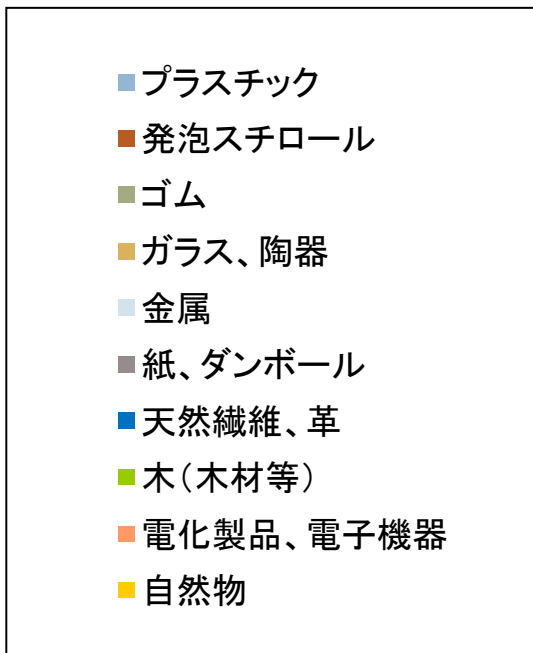 プラスチック
発泡スチロール
ゴム
ガラス、陶器
金属
紙、ダンボール
天然繊維、革
木（木材等）
電化製品、電子機器
自然物